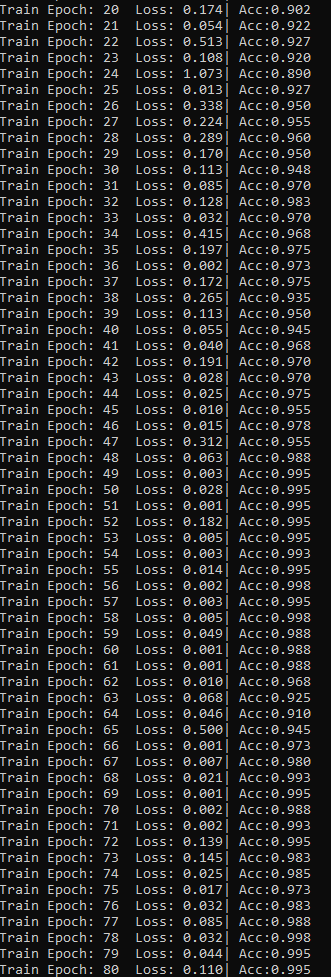 Train Epoch: 20  Loss: 0.174| Acc:0.902
Train Epoch: 21  Loss: 0.054| Acc:0.922
Train Epoch: 22  Loss: 0.513| Acc:0.927
Train Epoch: 23  Loss: 0.108| Acc:0.920
Train Epoch: 24  Loss: 1.073| Acc:0.890
Train Epoch: 25  Loss: 0.013| Acc:0.927
Train Epoch: 26  Loss: 0.338| Acc:0.950
Train Epoch: 27  Loss: 0.224| Acc:0.955
Train Epoch: 28  Loss: 0.289| Acc:0.960
Train Epoch: 29  Loss: 0.170| Acc:0.950
Train Epoch: 30  Loss: 0.113| Acc:0.948
Train Epoch: 31  Loss: 0.085| Acc:0.970
Train Epoch: 32  Loss: 0.128| Acc:0.983
Train Epoch: 33  Loss: 0.032| Acc:0.970
Train Epoch: 34  Loss: 0.415| Acc:0.968
Train Epoch: 35  Loss: 0.197| Acc:0.975
Train Epoch: 36  Loss: 0.002| Acc:0.973
Train Epoch: 37  Loss: 0.172| Acc:0.975
Train Epoch: 38  Loss: 0.265| Acc:0.935
Train Epoch: 39  Loss: 0.113| Acc:0.950
Train Epoch: 40  Loss: 0.055| Acc:0.945
Train Epoch: 41  Loss: 0.040| Acc:0.968
Train Epoch: 42  Loss: 0.191| Acc:0.970
Train Epoch: 43  Loss: 0.028| Acc:0.970
Train Epoch: 44  Loss: 0.025| Acc:0.975
Train Epoch: 45  Loss: 0.010| Acc:0.955
Train Epoch: 46  Loss: 0.015| Acc:0.978
Train Epoch: 47  Loss: 0.312| Acc:0.955
Train Epoch: 48  Loss: 0.063| Acc:0.988
Train Epoch: 49  Loss: 0.003| Acc:0.995
Train Epoch: 50  Loss: 0.028| Acc:0.995
Train Epoch: 51  Loss: 0.001| Acc:0.995
Train Epoch: 52  Loss: 0.182| Acc:0.995
Train Epoch: 53  Loss: 0.005| Acc:0.995
Train Epoch: 54  Loss: 0.003| Acc:0.993
Train Epoch: 55  Loss: 0.014| Acc:0.995
Train Epoch: 56  Loss: 0.002| Acc:0.998
Train Epoch: 57  Loss: 0.003| Acc:0.995
Train Epoch: 58  Loss: 0.005| Acc:0.998
Train Epoch: 59  Loss: 0.049| Acc:0.988
Train Epoch: 60  Loss: 0.001| Acc:0.988
Train Epoch: 61  Loss: 0.001| Acc:0.988
Train Epoch: 62  Loss: 0.010| Acc:0.968
Train Epoch: 63  Loss: 0.068| Acc:0.925
Train Epoch: 64  Loss: 0.046| Acc:0.910
Train Epoch: 65  Loss: 0.500| Acc:0.945
Train Epoch: 66  Loss: 0.001| Acc:0.973
Train Epoch: 67  Loss: 0.007| Acc:0.980
Train Epoch: 68  Loss: 0.021| Acc:0.993
Train Epoch: 69  Loss: 0.001| Acc:0.995
Train Epoch: 70  Loss: 0.002| Acc:0.988
Train Epoch: 71  Loss: 0.002| Acc:0.993
Train Epoch: 72  Loss: 0.139| Acc:0.995
Train Epoch: 73  Loss: 0.145| Acc:0.983
Train Epoch: 74  Loss: 0.025| Acc:0.985
Train Epoch: 75  Loss: 0.017| Acc:0.973
Train Epoch: 76  Loss: 0.032| Acc:0.983
Train Epoch: 77  Loss: 0.085| Acc:0.988
Train Epoch: 78  Loss: 0.032| Acc:0.998
Train Epoch: 79  Loss: 0.044| Acc:0.995
Train Epoch: 80  Loss: 0.110| Acc:0.995